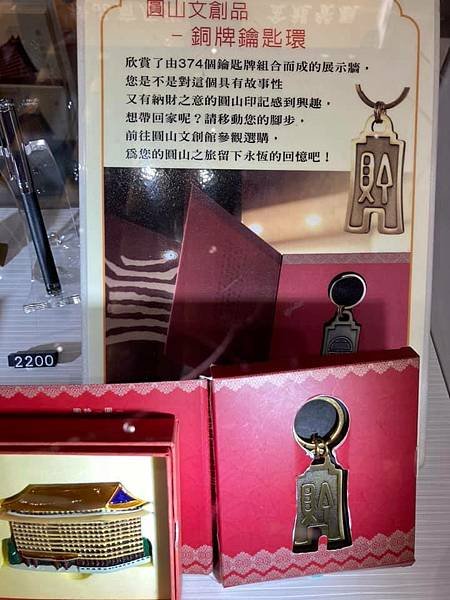 圓山文創品
－銅牌鑰匙環
欣賞了由374個鑰匙牌組合而成的展示牆，
您是不是對這個具有故事性
又有納財之意的圓山印記感到興趣，
想帶回家呢？請移動您的腳步，
前往圓山文創館參觀選購，
為您的圓山之旅留下永恆的回憶吧！
2200